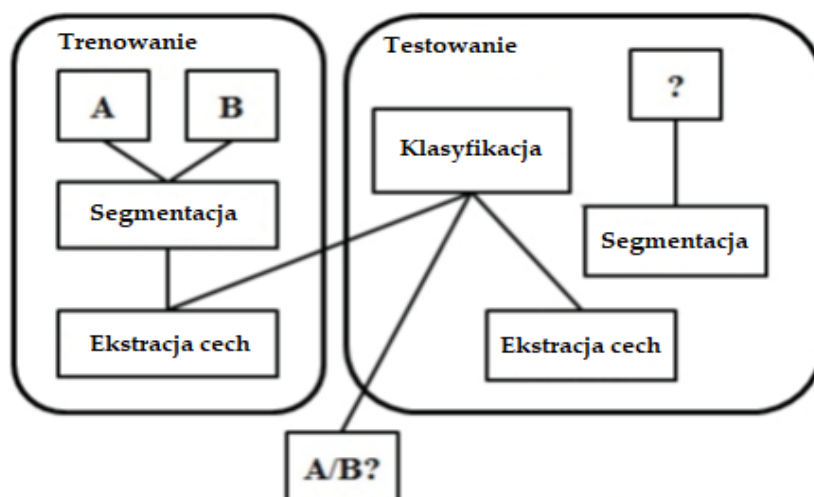 Trenowanie
A
B
Segmentacja
Ekstracja cech
Testowanie
?
Klasyfikacja
Segmentacja
Ekstracja cech
A/B?